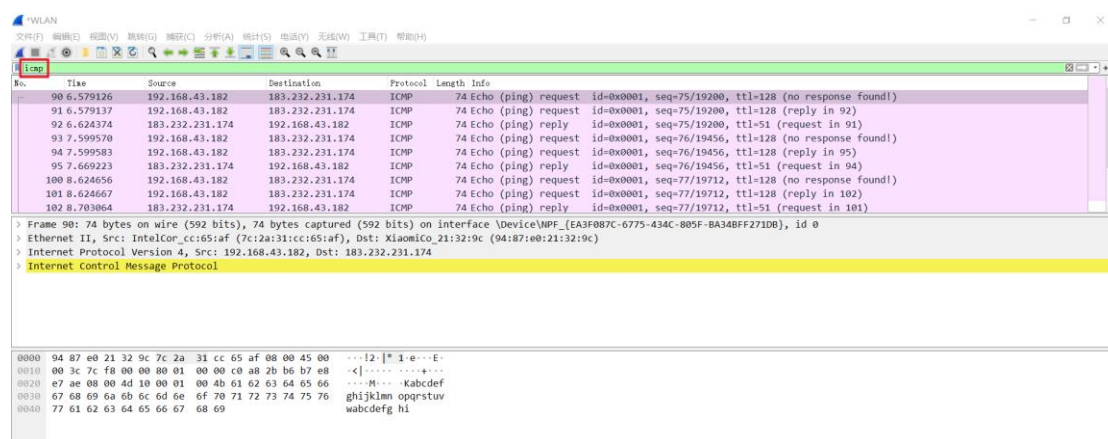 *WLAN
文件(F) 编辑(E) 视图(V) 跳转(G) 捕获(C) 分析(A) 统计(S) 电话(Y) 无线(W) 工具(T) 帮助(H)
icmp
No. Time Source Destination Protocol Length Info
90 6.579126 192.168.43.182 183.232.231.174 ICMP 74 Echo (ping) request id=0x0001, seq=75/19200, ttl=128 (no response found!)
91 6.579137 192.168.43.182 183.232.231.174 ICMP 74 Echo (ping) request id=0x0001, seq=75/19200, ttl=128 (reply in 92)
92 6.624374 183.232.231.174 192.168.43.182 ICMP 74 Echo (ping) reply id=0x0001, seq=75/19200, ttl=51 (request in 91)
93 7.599570 192.168.43.182 183.232.231.174 ICMP 74 Echo (ping) request id=0x0001, seq=76/19456, ttl=128 (no response found!)
94 7.599583 192.168.43.182 183.232.231.174 ICMP 74 Echo (ping) request id=0x0001, seq=76/19456, ttl=128 (reply in 95)
95 7.669223 183.232.231.174 192.168.43.182 ICMP 74 Echo (ping) reply id=0x0001, seq=76/19456, ttl=51 (request in 94)
100 8.624656 192.168.43.182 183.232.231.174 ICMP 74 Echo (ping) request id=0x0001, seq=77/19712, ttl=128 (no response found!)
101 8.624667 192.168.43.182 183.232.231.174 ICMP 74 Echo (ping) request id=0x0001, seq=77/19712, ttl=128 (reply in 102)
102 8.703064 183.232.231.174 192.168.43.182 ICMP 74 Echo (ping) reply id=0x0001, seq=77/19712, ttl=51 (request in 101)
> Frame 90: 74 bytes on wire (592 bits), 74 bytes captured (592 bits) on interface \Device\NPF_{EA3F087C-6775-434C-805F-BA34BFF271DB}, id 0
> Ethernet II, Src: IntelCor_cc:65:af (7c:2a:31:cc:65:af), Dst: XiaomiCo_21:32:9c (94:87:e0:21:32:9c)
> Internet Protocol Version 4, Src: 192.168.43.182, Dst: 183.232.231.174
> Internet Control Message Protocol
0000 94 87 e0 21 32 9c 7c 2a 31 cc 65 af 08 00 45 00 ···!2·|* 1·e···E·
0010 00 3c 7c f8 00 00 80 01 00 00 c0 a8 2b b6 b7 e8 ·<|····· ····+···
0020 e7 ae 08 00 4d 10 00 01 00 4b 61 62 63 64 65 66 ····M··· ·Kabcdef
0030 67 68 69 6a 6b 6c 6d 6e 6f 70 71 72 73 74 75 76 ghijklmn opqrstuv
0040 77 61 62 63 64 65 66 67 68 69 wabcdefg hi